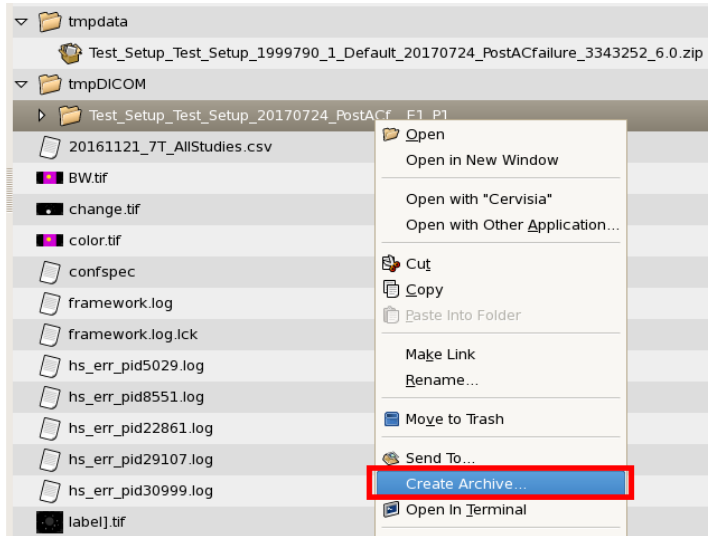 tmpdata
Test_Setup_Test_Setup_1999790_1_Default_20170724_PostACfailure_3343252_6.0.zip
tmpDICOM
Test_Setup_Test_Setup_20170724_PostACf__E1_P1
20161121_7T_AllStudies.csv
BW.tif
change.tif
color.tif
confspec
framework.log
framework.log.lck
hs_err_pid5029.log
hs_err_pid8551.log
hs_err_pid22861.log
hs_err_pid29107.log
hs_err_pid30999.log
label].tif
Open
Open in New Window
Open with "Cervisia"
Open with Other Application...
Cut
Copy
Paste Into Folder
Make Link
Rename...
Move to Trash
Send To...
Create Archive...
Open In Terminal